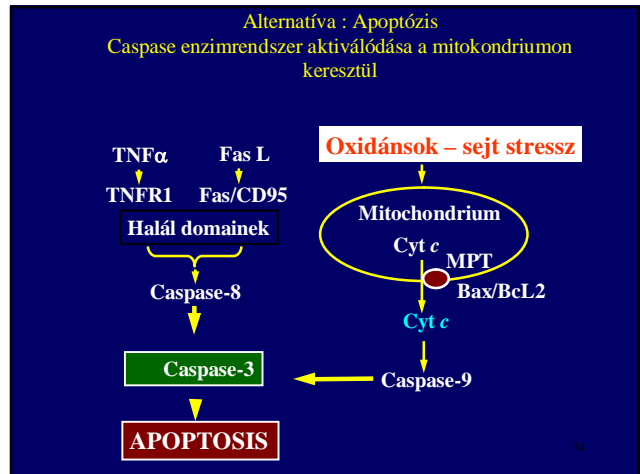 Alternatíva : Apoptózis
Caspase enzimrendszer aktiválódása a mitokondriumon
keresztül
Oxidánsok – sejt stressz
TNFα
Fas L
TNFR1
Fas/CD95
Halál domainek
Mitochondrium
Cyt c
MPT
Bax/BcL2
Caspase-8
Cyt c
Caspase-3
Caspase-9
APOPTOSIS